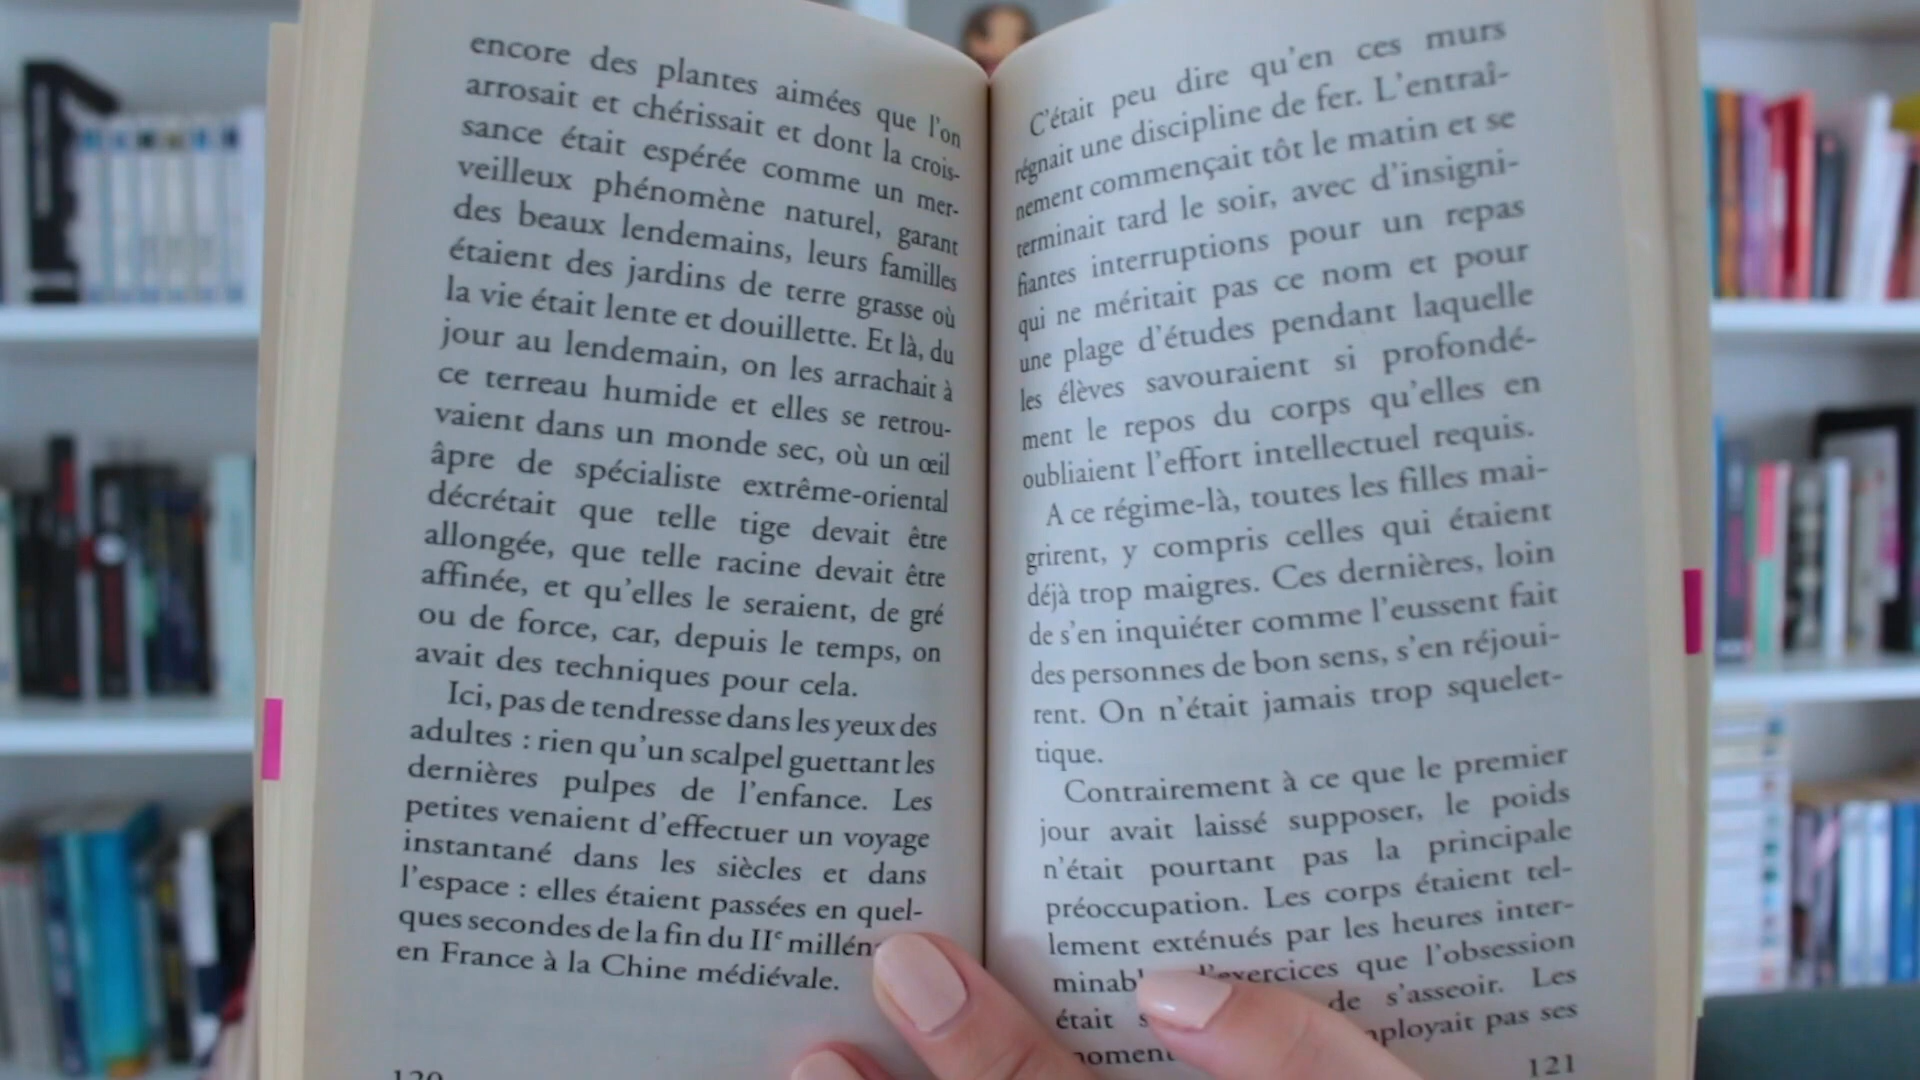 encore des plantes aimées que l'on
arrosait et chérissait et dont la crois-
sance était espérée comme un mer-
veilleux phénomène naturel, garant
des beaux lendemains, leurs familles
étaient des jardins de terre grasse où
la vie était lente et douillette. Et là, du
jour au lendemain, on les arrachait à
ce terreau humide et elles se retrou-
vaient dans un monde sec, où un œil
âpre de spécialiste extrême-oriental
décrétait que telle tige devait être
allongée, que telle racine devait être
affinée, et qu'elles le seraient, de gré
ou de force, car, depuis le temps, on
avait des techniques pour cela.
Ici, pas de tendresse dans les yeux des
adultes : rien qu'un scalpel guettant les
dernières pulpes de l'enfance. Les
petites venaient d'effectuer un voyage
instantané dans les siècles et dans
l'espace : elles étaient passées en quel-
ques secondes de la fin du IIe
en France à la Chine médiévale.
120
C'était peu dire qu'en ces murs
régnait une discipline de fer. L'entraî-
nement commençait tôt le matin et se
terminait tard le soir, avec d'insigni-
fiantes interruptions pour un repas
qui ne méritait pas ce nom et pour
une plage d'études pendant laquelle
les élèves savouraient si profondé-
ment le repos du corps qu'elles en
oubliaient l'effort intellectuel requis.
A ce régime-là, toutes les filles mai-
grirent, y compris celles qui étaient
déjà trop maigres. Ces dernières, loin
de s'en inquiéter comme l'eussent fait
des personnes de bon sens, s'en réjoui-
rent. On n'était jamais trop squelet-
tique.
Contrairement à ce que le premier
jour avait laissé supposer, le poids
n'était pourtant pas la principale
préoccupation. Les corps étaient tel-
lement exténués par les heures inter-
d'exercices que l'obsession
était de s'asseoir. Les
pas ses
121